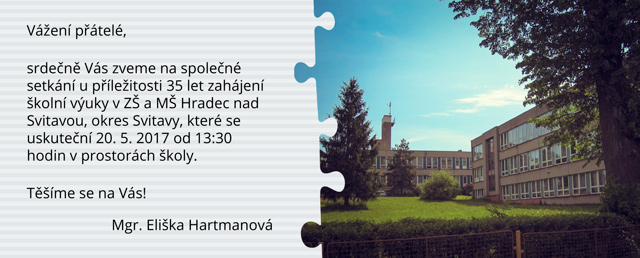 Vážení přátelé,
srdečně Vás zveme na společné
setkání u příležitosti 35 let zahájení
školní výuky v ZŠ a MŠ Hradec nad
Svitavou, okres Svitavy, které se
uskuteční 20. 5. 2017 od 13:30
hodin v prostorách školy.
Těšíme se na Vás!
Mgr. Eliška Hartmanová